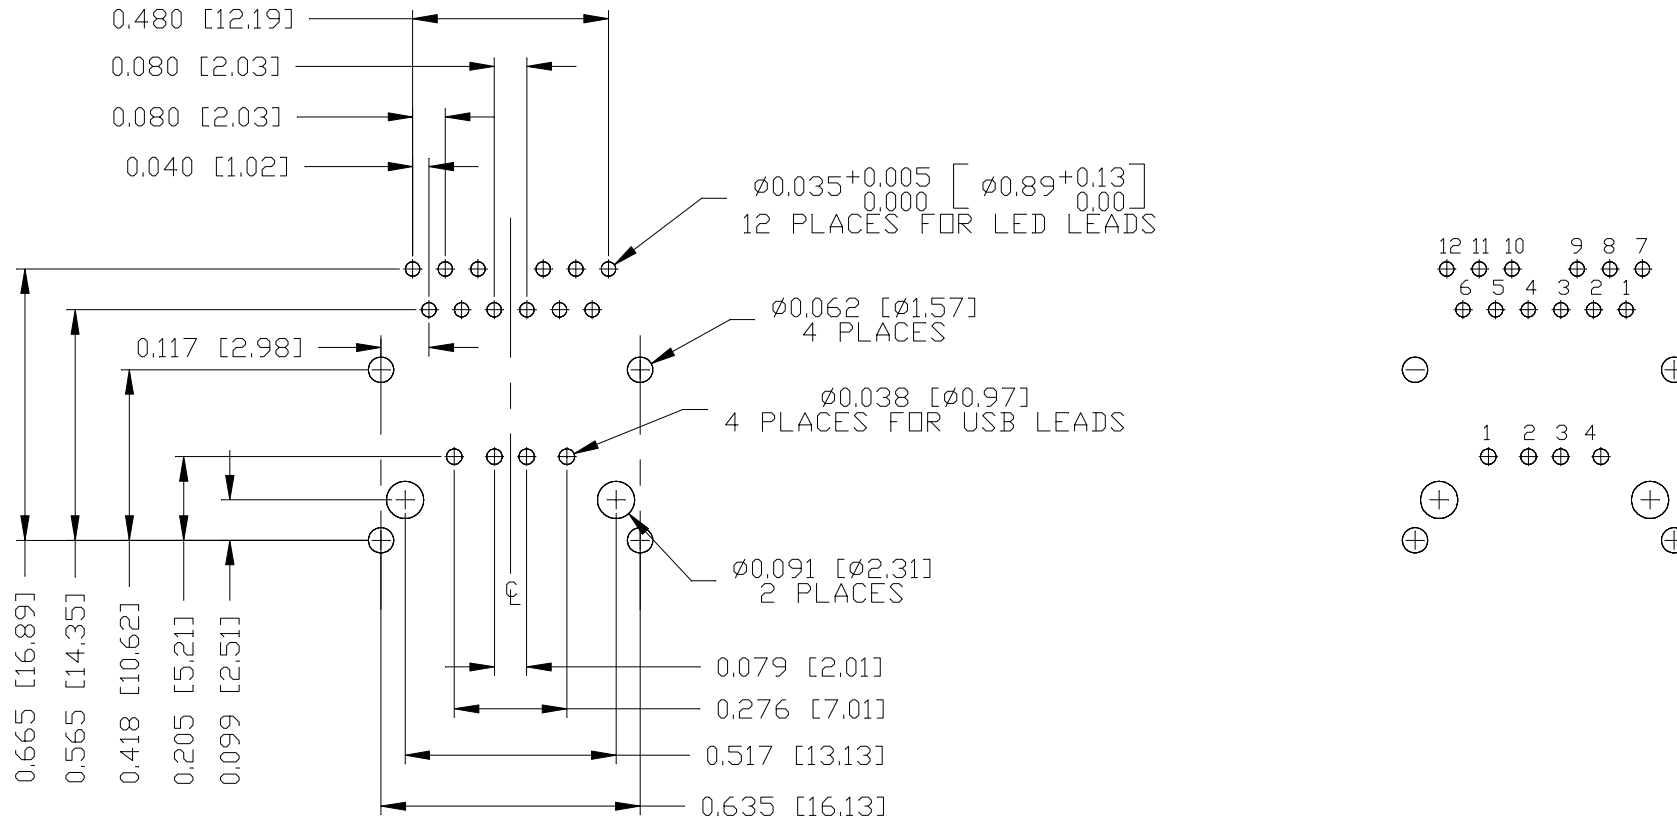 0.480 [12.19]
0.080 [2.03]
0.080 [2.03]
0.040 [1.02]
Ø0.035+0.005 [ Ø0.89+0.13 ]
0.000 0.00
12 PLACES FOR LED LEADS
Ø0.062 [Ø1.57]
4 PLACES
0.117 [2.98]
Ø0.038 [Ø0.97]
4 PLACES FOR USB LEADS
Ø0.091 [Ø2.31]
2 PLACES
℄
0.665 [16.89]
0.565 [14.35]
0.418 [10.62]
0.205 [5.21]
0.099 [2.51]
0.079 [2.01]
0.276 [7.01]
0.517 [13.13]
0.635 [16.13]
12 11 10 9 8 7
6 5 4 3 2 1
1 2 3 4